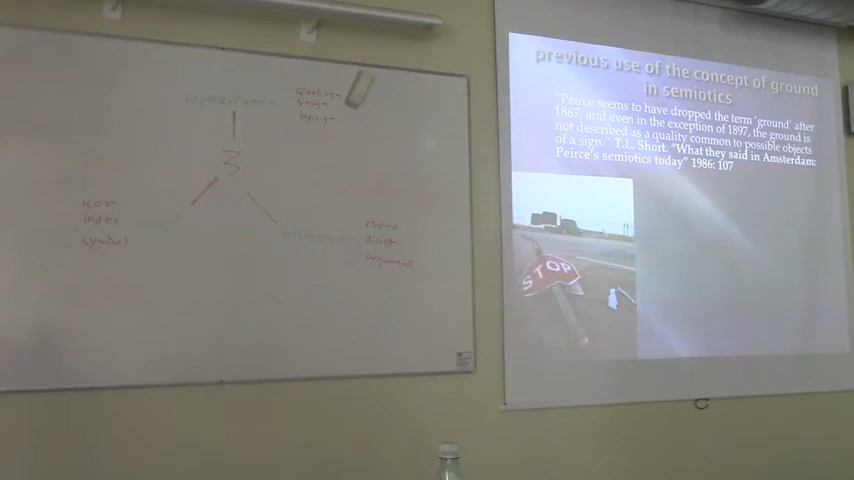 representamen
qualisign
sinsign
legisign
3
icon
index
symbol
rheme
dicisign
argument
previous use of the concept of ground
in semiotics
"Peirce seems to have dropped the term 'ground' after
1867, and even in the exception of 1897, the ground is
not described as a quality common to possible objects
of a sign." T.L. Short. "What they said in Amsterdam:
Peirce's semiotics today" 1986: 107
STOP